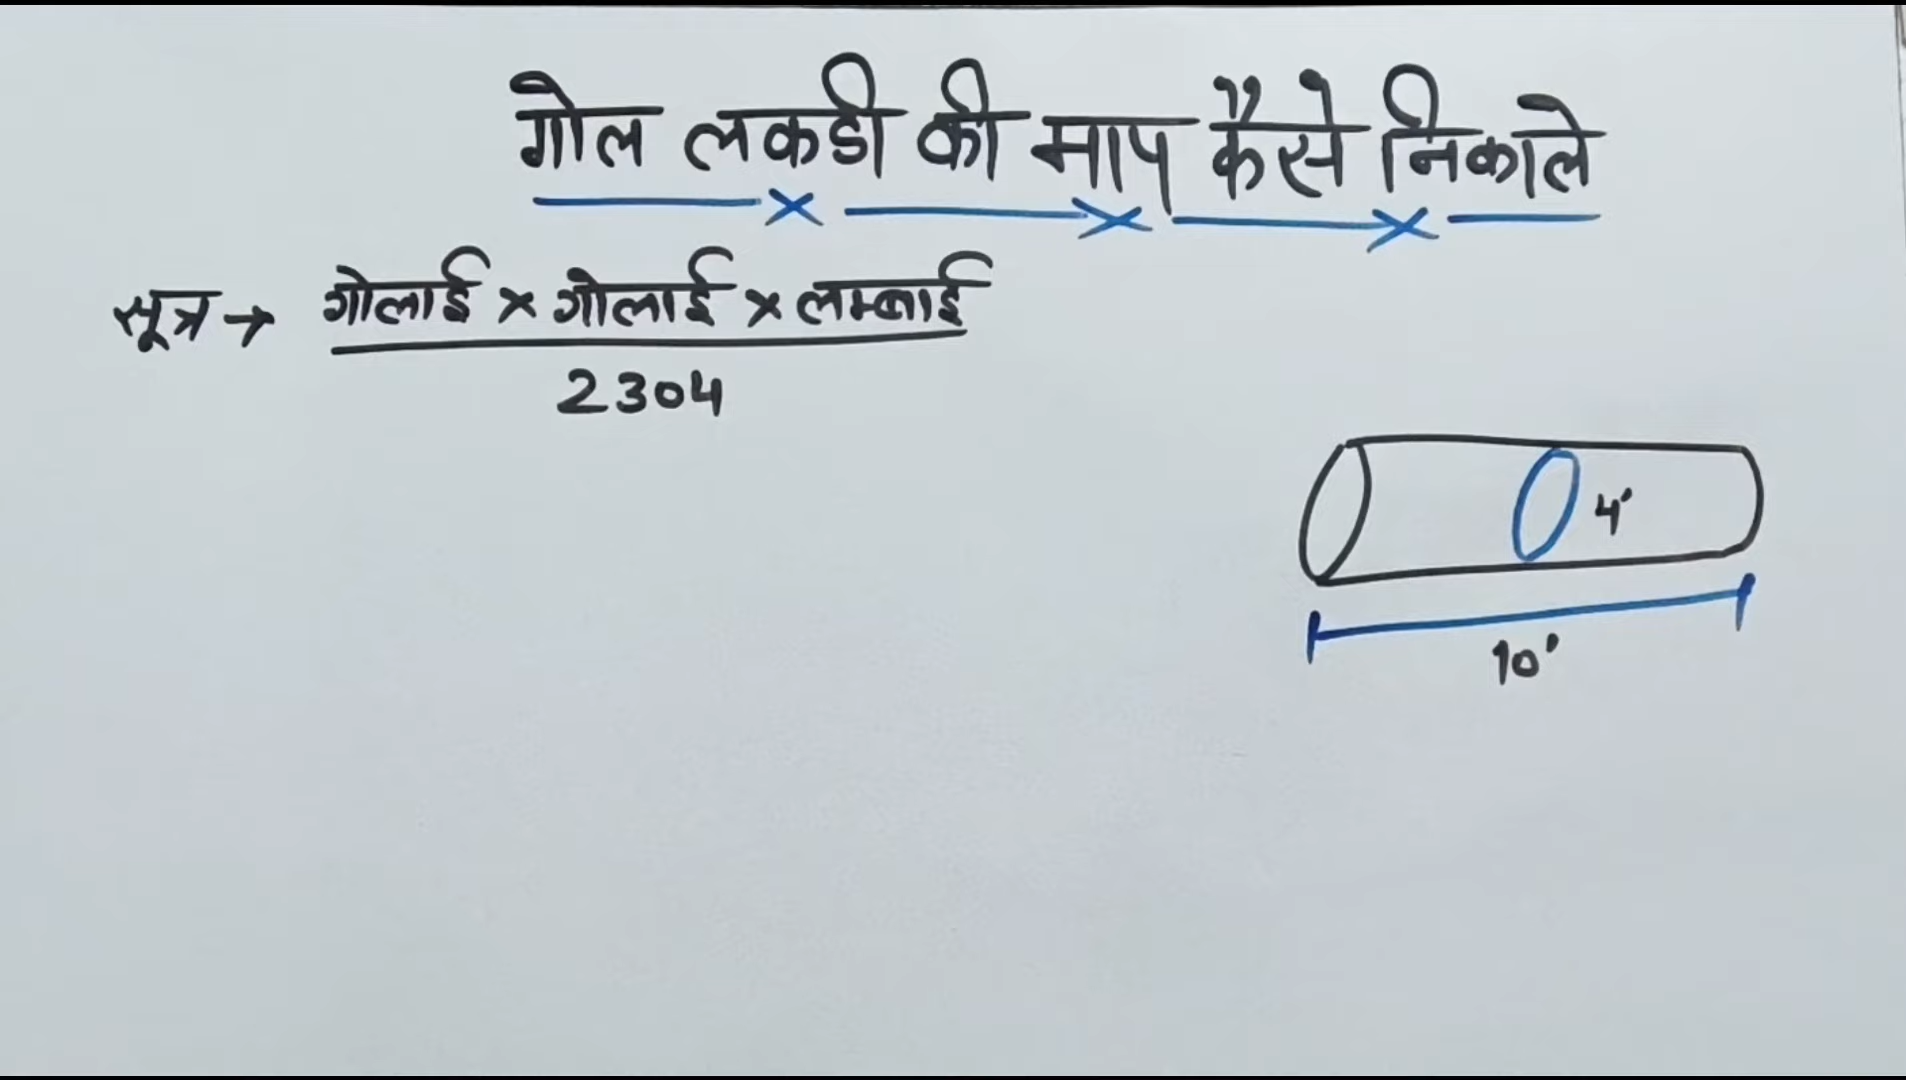 गोल लकडी की माप कैसे निकाले
सूत्र → गोलाई × गोलाई × लम्बाई
2304
4'
10'